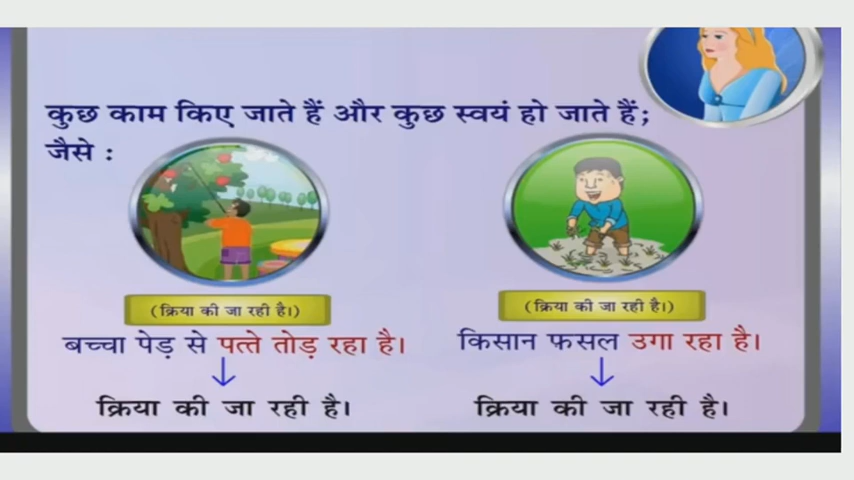 कुछ काम किए जाते हैं और कुछ स्वयं हो जाते हैं;
जैसे :
(क्रिया की जा रही है।)
(क्रिया की जा रही है।)
बच्चा पेड़ से पत्ते तोड़ रहा है।
किसान फसल उगा रहा है।
क्रिया की जा रही है।
क्रिया की जा रही है।